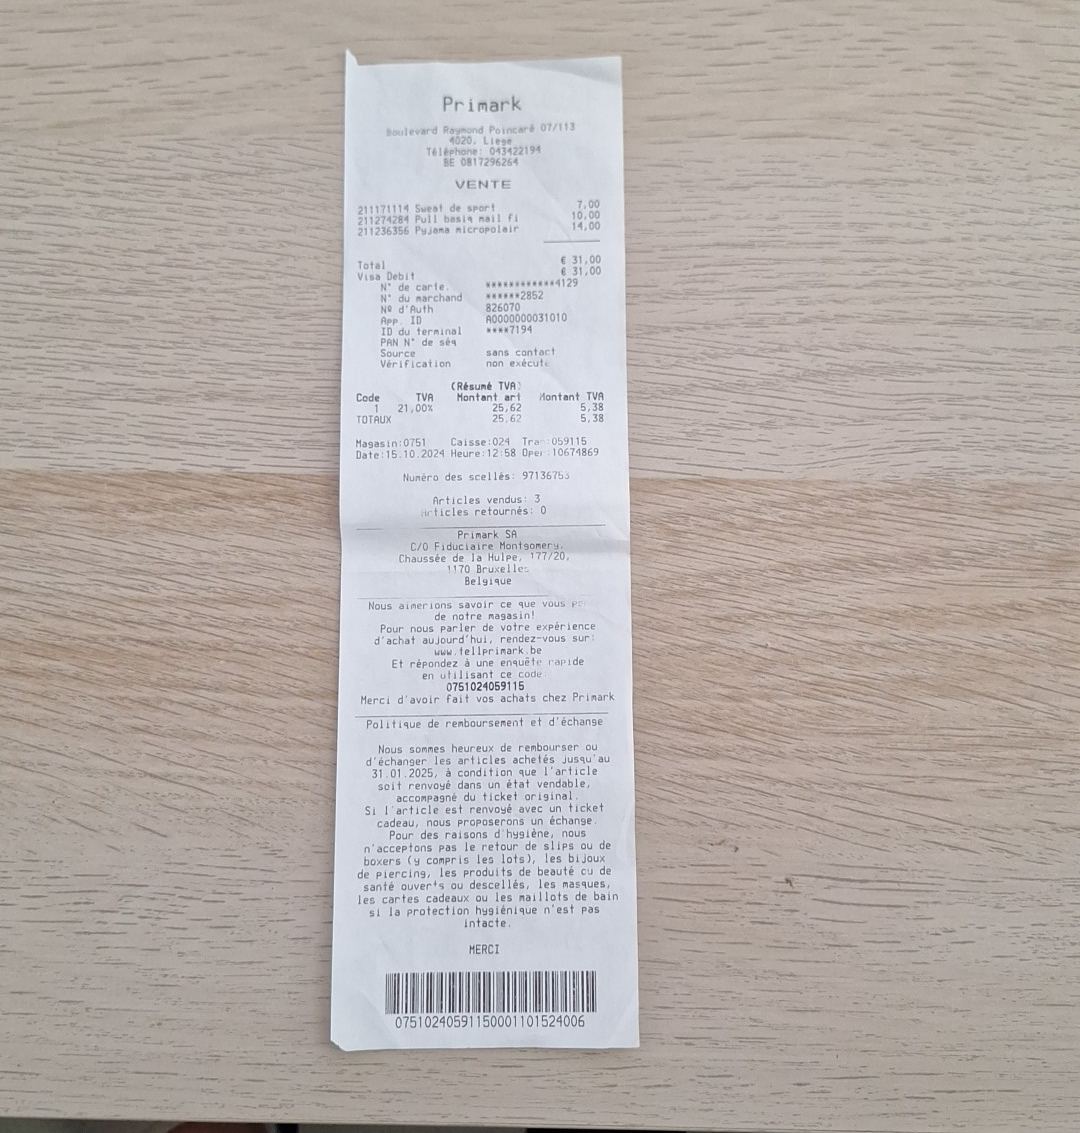 Primark
Boulevard Raymond Poincaré 07/113
4020, Liege
Téléphone: 043422194
BE 0817296264
VENTE
211171114 Sweat de sport 7,00
211274284 Pull basiq mail fi 10,00
211236356 Pyjama micropolair 14,00
Total € 31,00
Visa Debit € 31,00
N° de carte. ************4129
N° du marchand ******2852
Nº d'Auth 826070
App. ID A0000000031010
ID du terminal ****7194
PAN N° de séq
Source sans contact
Vérification non exécuté
(Résumé TVA)
Code TVA Montant art Montant TVA
1 21,00% 25,62 5,38
TOTAUX 25,62 5,38
Magasin:0751 Caisse:024 Tran:059115
Date:15.10.2024 Heure:12:58 Oper:10674869
Numéro des scellés: 97136753
Articles vendus: 3
Articles retournés: 0
Primark SA
C/O Fiduciaire Montgomery,
Chaussée de la Hulpe, 177/20,
1170 Bruxelles
Belgique
Nous aimerions savoir ce que vous
de notre magasin!
Pour nous parler de votre expérience
d'achat aujourd'hui, rendez-vous sur:
www.tellprimark.be
Et répondez à une enquête rapide
en utilisant ce code:
0751024059115
Merci d'avoir fait vos achats chez Primark
Politique de remboursement et d'échange
Nous sommes heureux de rembourser ou
d'échanger les articles achetés jusqu'au
31.01.2025, à condition que l'article
soit renvoyé dans un état vendable,
accompagné du ticket original.
Si l'article est renvoyé avec un ticket
cadeau, nous proposerons un échange.
Pour des raisons d'hygiène, nous
n'acceptons pas le retour de slips ou de
boxers (y compris les lots), les bijoux
de piercing, les produits de beauté ou de
santé ouverts ou descellés, les masques,
les cartes cadeaux ou les maillots de bain
si la protection hygiénique n'est pas
intacte.
MERCI
07510240591150001101524006